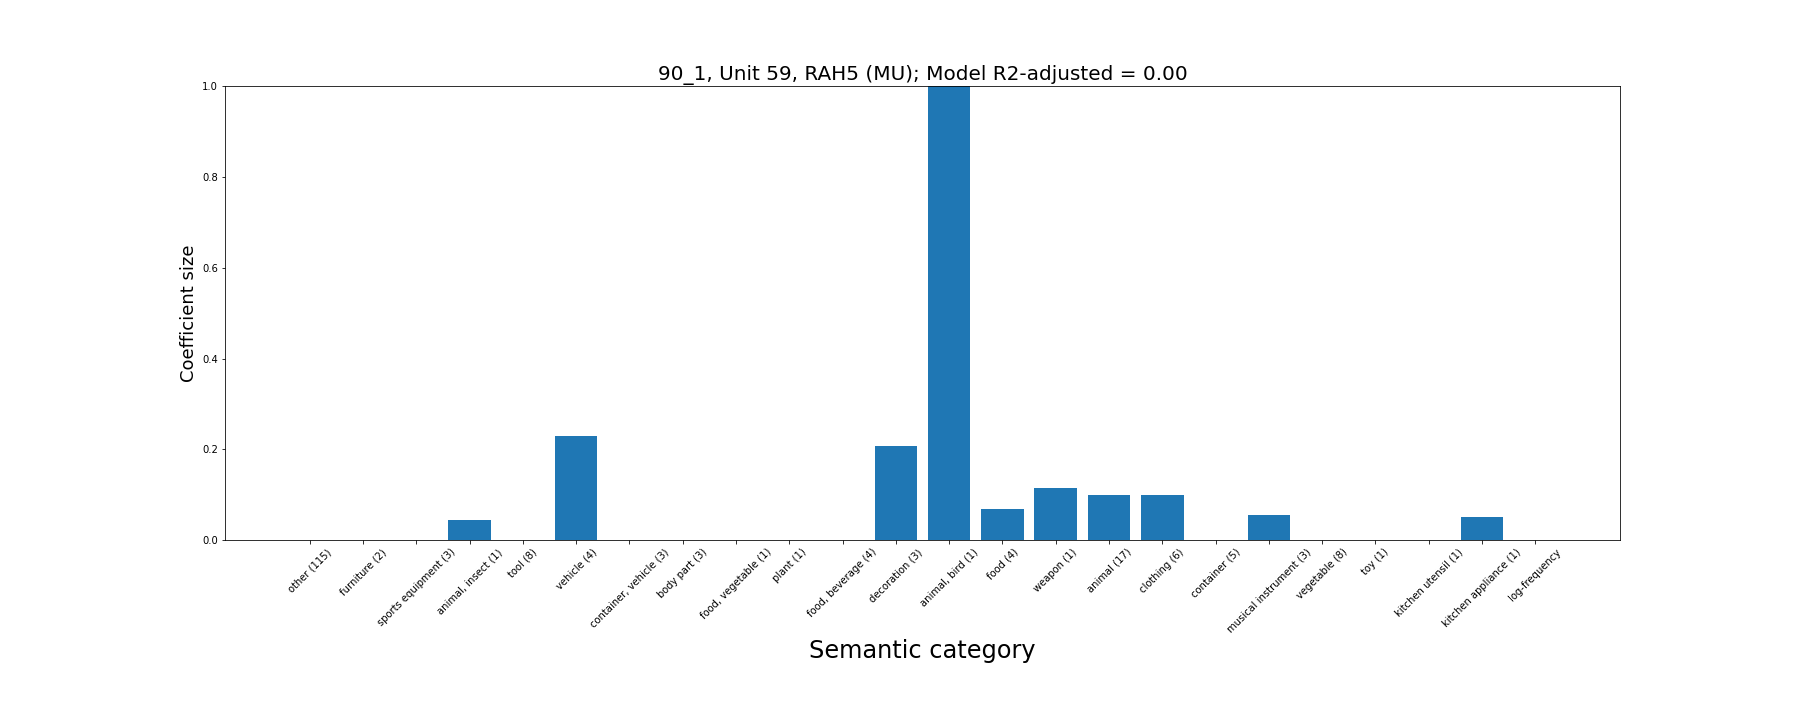 90_1, Unit 59, RAH5 (MU); Model R2-adjusted = 0.00
Coefficient size
1.0
0.8
0.6
0.4
0.2
0.0
other (115)
furniture (2)
sports equipment (3)
animal, insect (1)
tool (8)
vehicle (4)
container, vehicle (3)
body part (3)
food, vegetable (1)
plant (1)
food, beverage (4)
decoration (3)
animal, bird (1)
food (4)
weapon (1)
animal (17)
clothing (6)
container (5)
musical instrument (3)
vegetable (8)
toy (1)
kitchen utensil (1)
kitchen appliance (1)
log-frequency
Semantic category